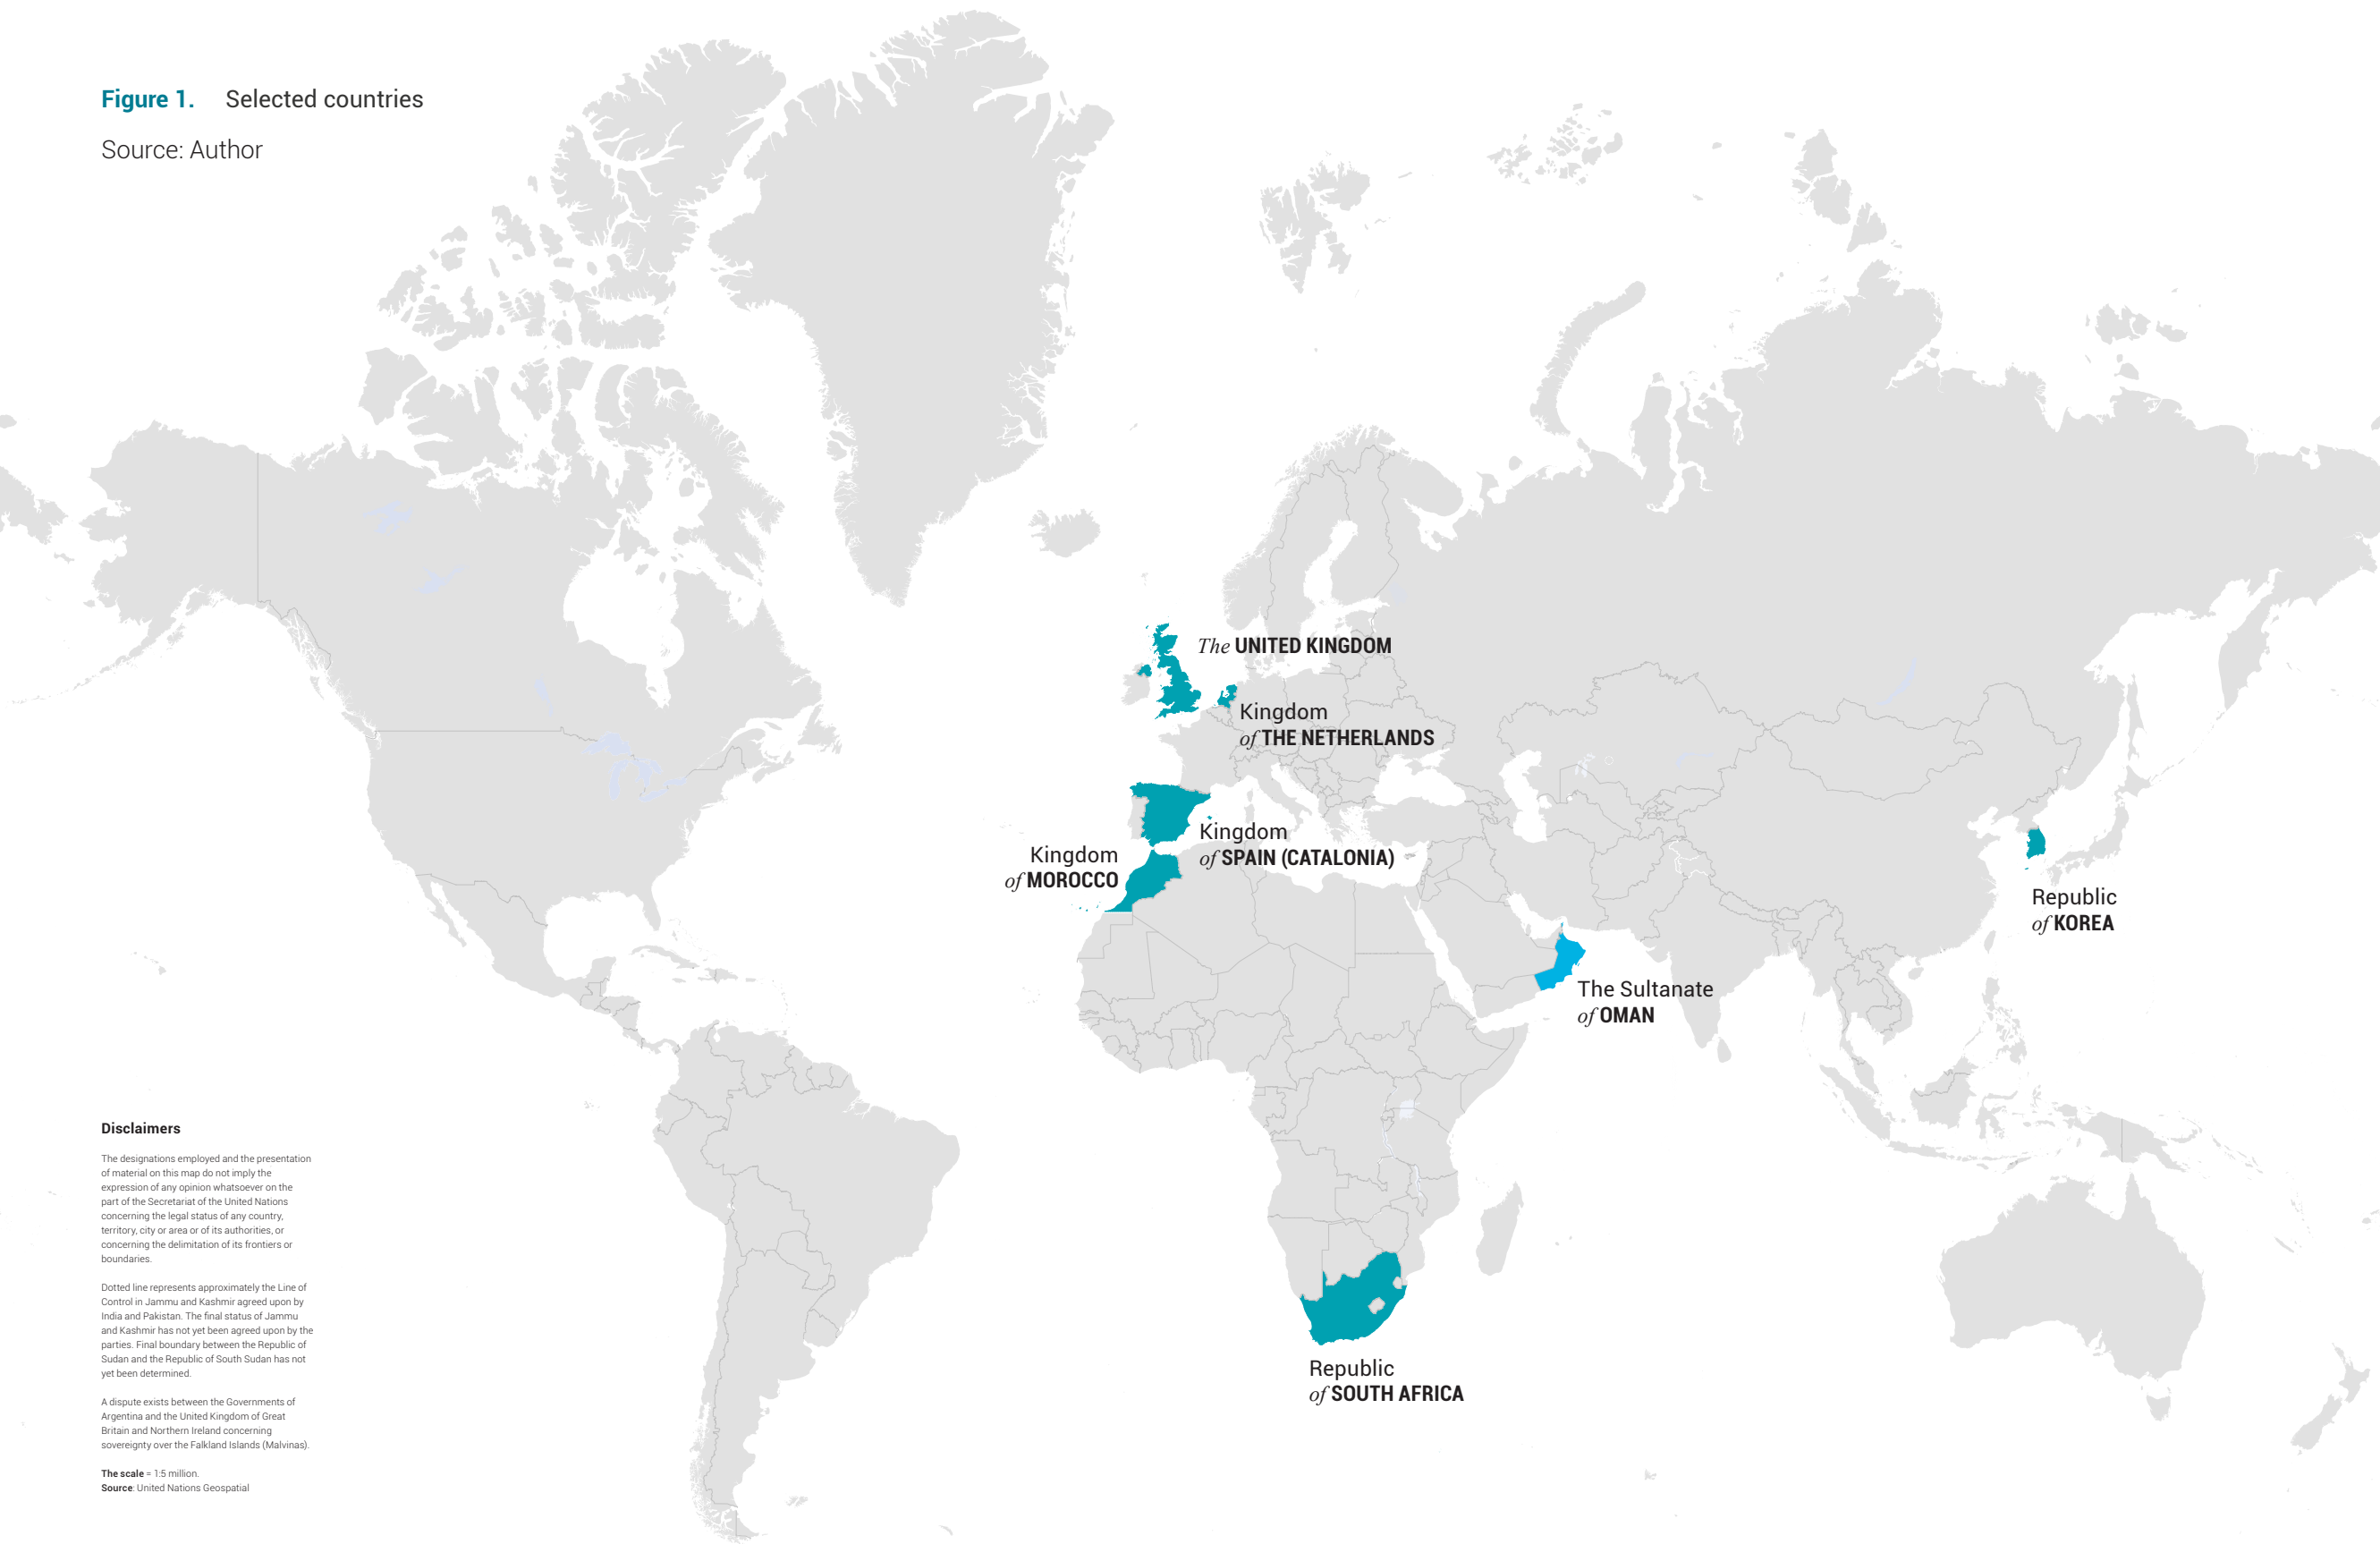 Figure 1. Selected countries
Source: Author
The UNITED KINGDOM
Kingdom
of THE NETHERLANDS
Kingdom
of SPAIN (CATALONIA)
Kingdom
of MOROCCO
Republic
of KOREA
The Sultanate
of OMAN
Republic
of SOUTH AFRICA
Disclaimers
The designations employed and the presentation
of material on this map do not imply the
expression of any opinion whatsoever on the
part of the Secretariat of the United Nations
concerning the legal status of any country,
territory, city or area or of its authorities, or
concerning the delimitation of its frontiers or
boundaries.
Dotted line represents approximately the Line of
Control in Jammu and Kashmir agreed upon by
India and Pakistan. The final status of Jammu
and Kashmir has not yet been agreed upon by the
parties. Final boundary between the Republic of
Sudan and the Republic of South Sudan has not
yet been determined.
A dispute exists between the Governments of
Argentina and the United Kingdom of Great
Britain and Northern Ireland concerning
sovereignty over the Falkland Islands (Malvinas).
The scale = 1:5 million.
Source: United Nations Geospatial